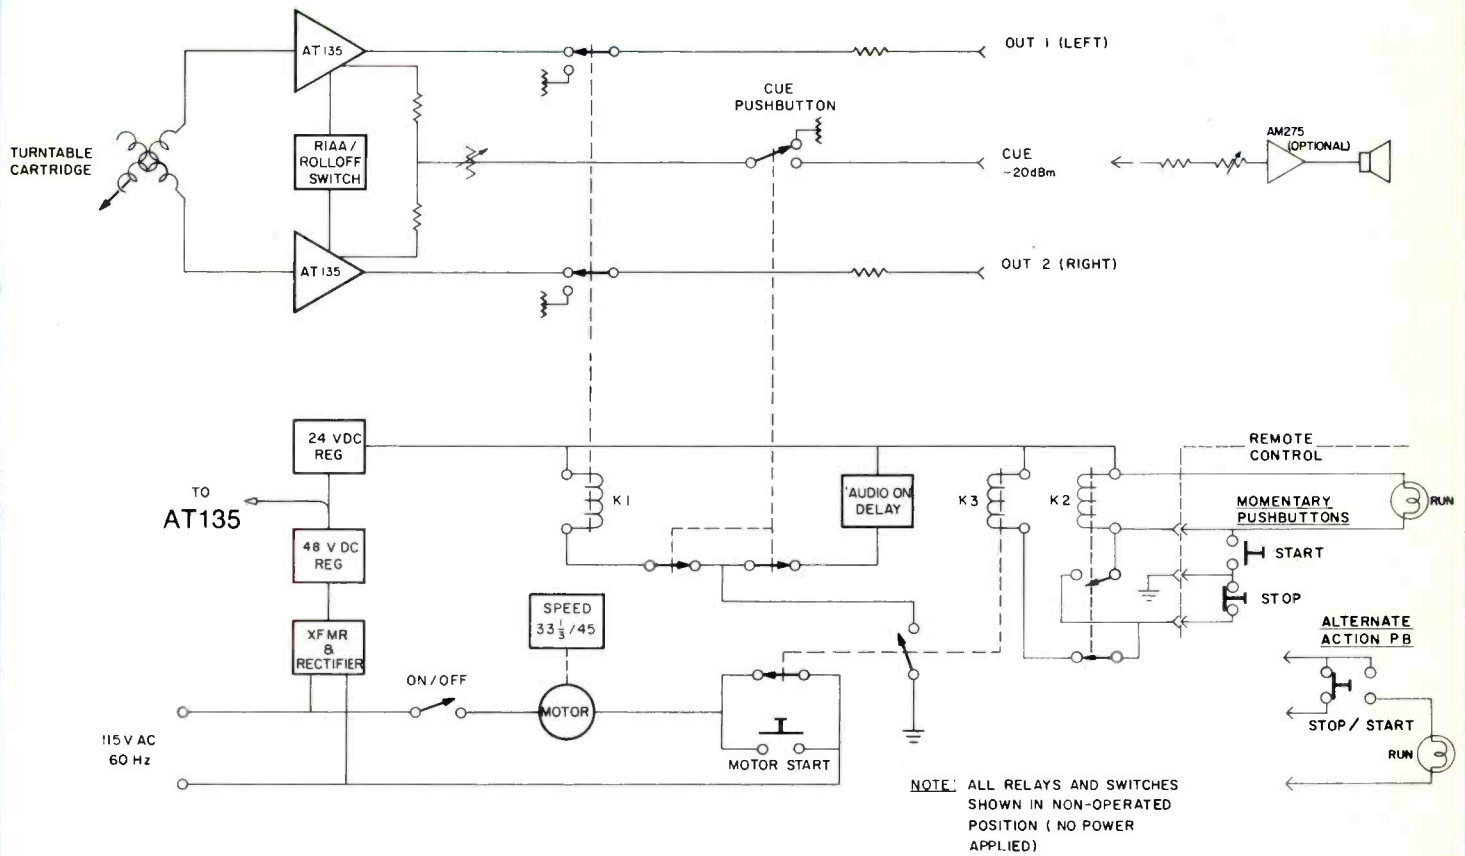 AT135
OUT 1 (LEFT)
CUE
PUSHBUTTON
TURNTABLE
CARTRIDGE
RIAA/
ROLLOFF
SWITCH
CUE
-20dBm
AM275
(OPTIONAL)
AT135
OUT 2 (RIGHT)
24 VDC
REG
REMOTE
CONTROL
TO
AT135
K1
'AUDIO ON
DELAY
K3
K2
MOMENTARY
PUSHBUTTONS
RUN
48 V DC
REG
START
STOP
SPEED
33 1/3 /45
XFMR
&
RECTIFIER
ALTERNATE
ACTION PB
ON/OFF
MOTOR
STOP / START
115V AC
60 Hz
MOTOR START
RUN
NOTE: ALL RELAYS AND SWITCHES
SHOWN IN NON-OPERATED
POSITION ( NO POWER
APPLIED)